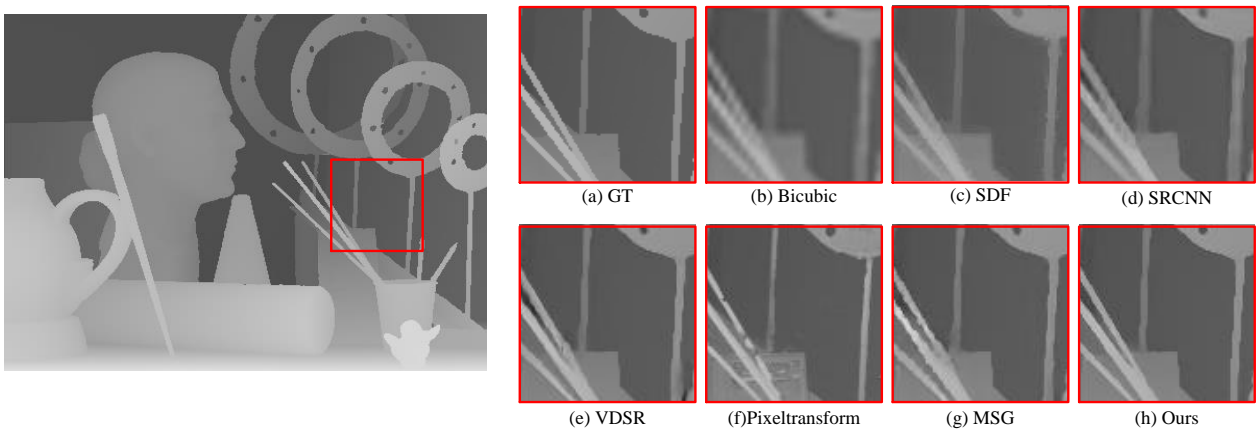 (a) GT
(b) Bicubic
(c) SDF
(d) SRCNN
(e) VDSR
(f)Pixeltransform
(g) MSG
(h) Ours